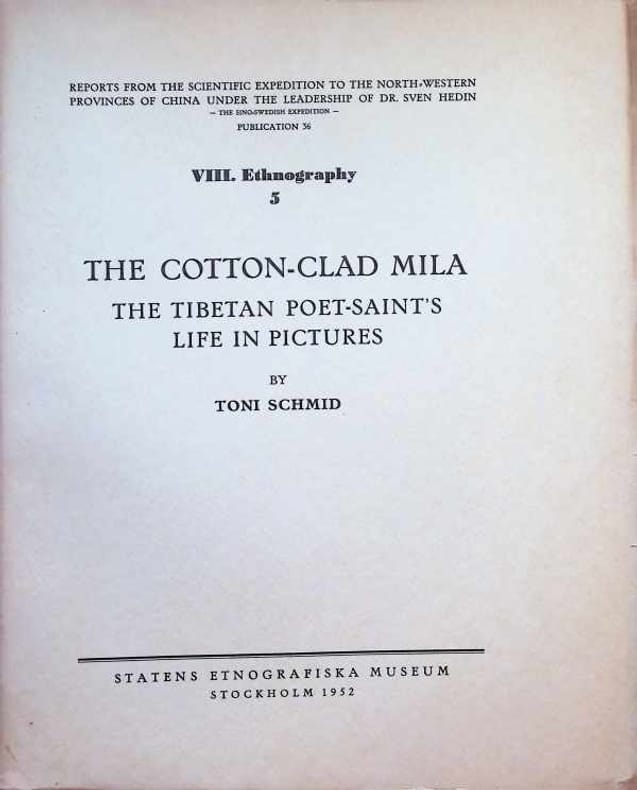 REPORTS FROM THE SCIENTIFIC EXPEDITION TO THE NORTH-WESTERN
PROVINCES OF CHINA UNDER THE LEADERSHIP OF DR. SVEN HEDIN
— THE SINO-SWEDISH EXPEDITION —
PUBLICATION 36
VIII. Ethnography
5
THE COTTON-CLAD MILA
THE TIBETAN POET-SAINT'S
LIFE IN PICTURES
BY
TONI SCHMID
STATENS ETNOGRAFISKA MUSEUM
STOCKHOLM 1952